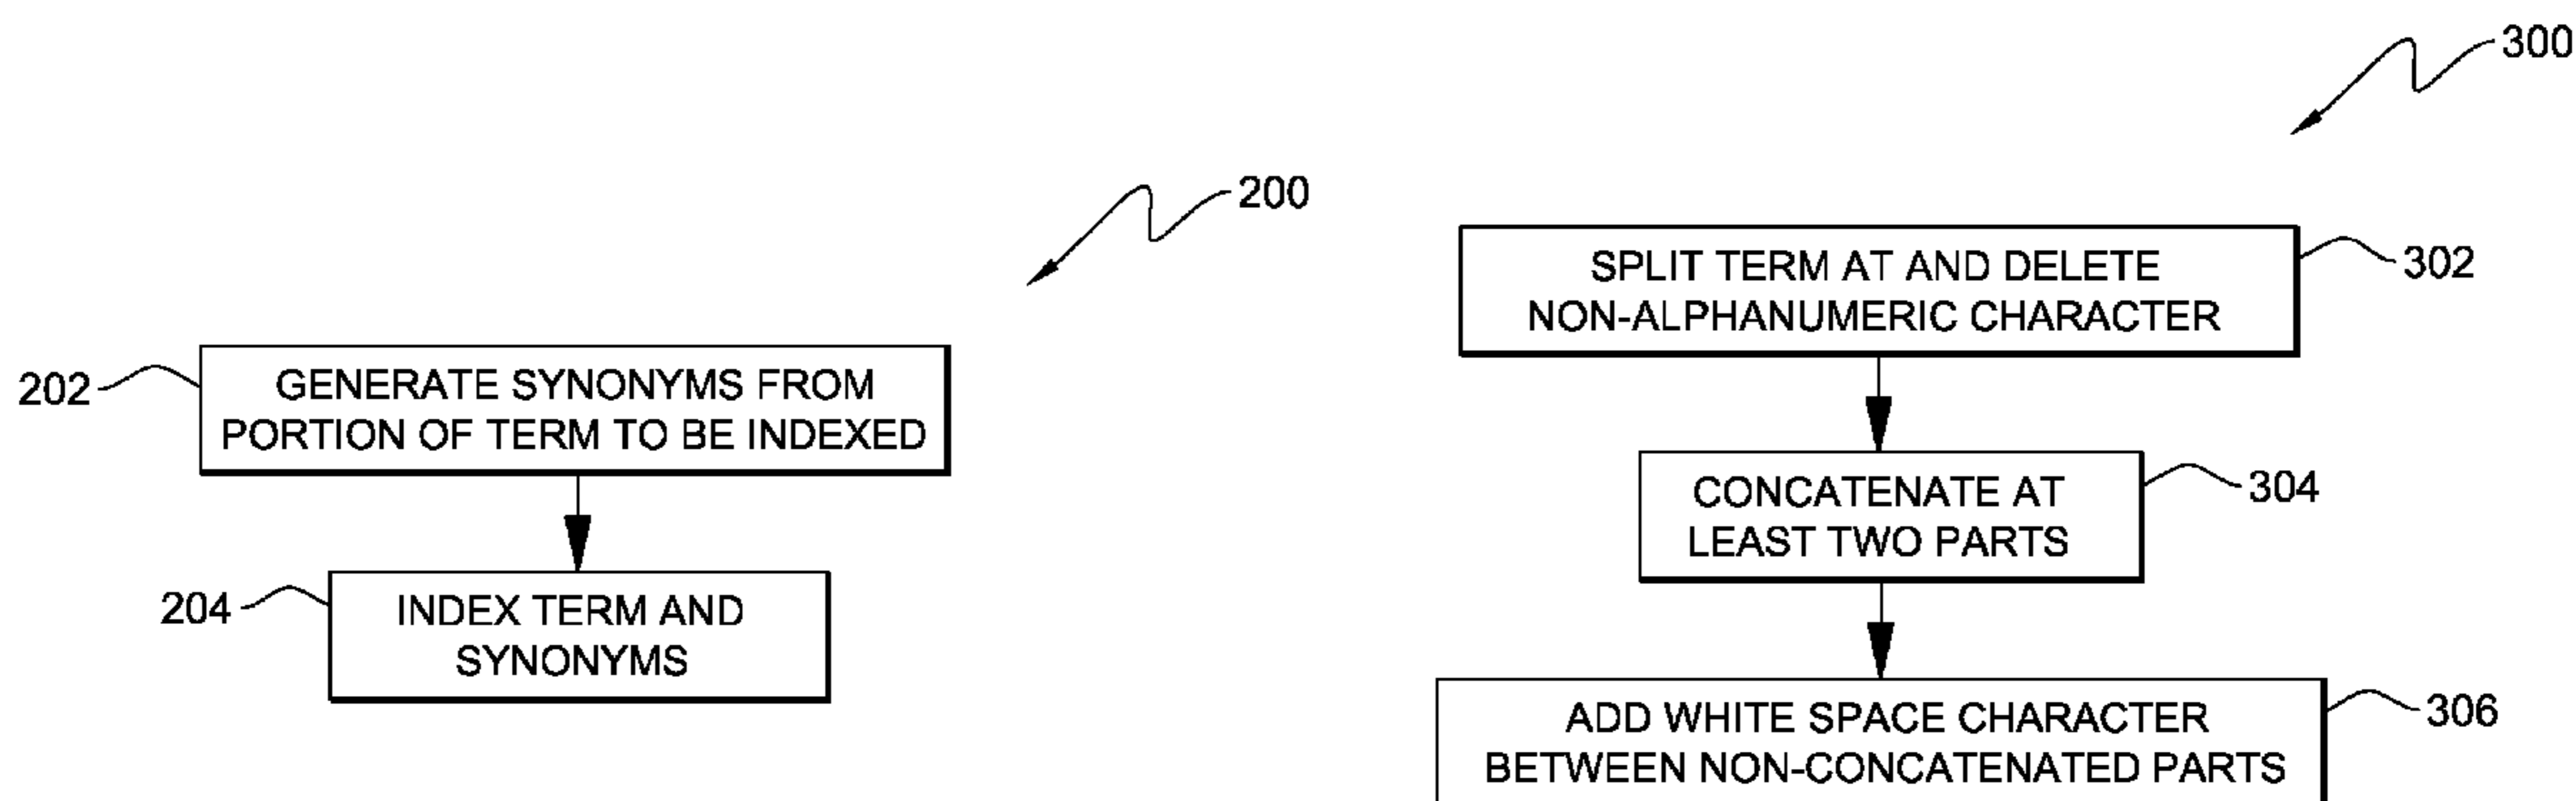 200
202
GENERATE SYNONYMS FROM
PORTION OF TERM TO BE INDEXED
204
INDEX TERM AND
SYNONYMS
300
SPLIT TERM AT AND DELETE
NON-ALPHANUMERIC CHARACTER
302
CONCATENATE AT
LEAST TWO PARTS
304
ADD WHITE SPACE CHARACTER
BETWEEN NON-CONCATENATED PARTS
306